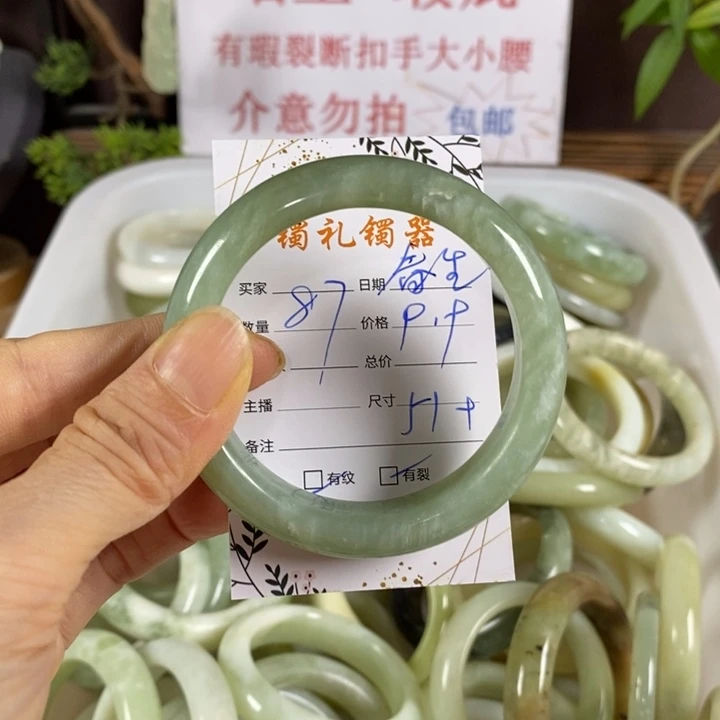 有瑕裂断扣手大小腰
介意勿拍 包邮
镯礼镯器
买家 87 日期
数量 价格 9.9
总价
主播 尺寸 51+
备注
有纹 有裂